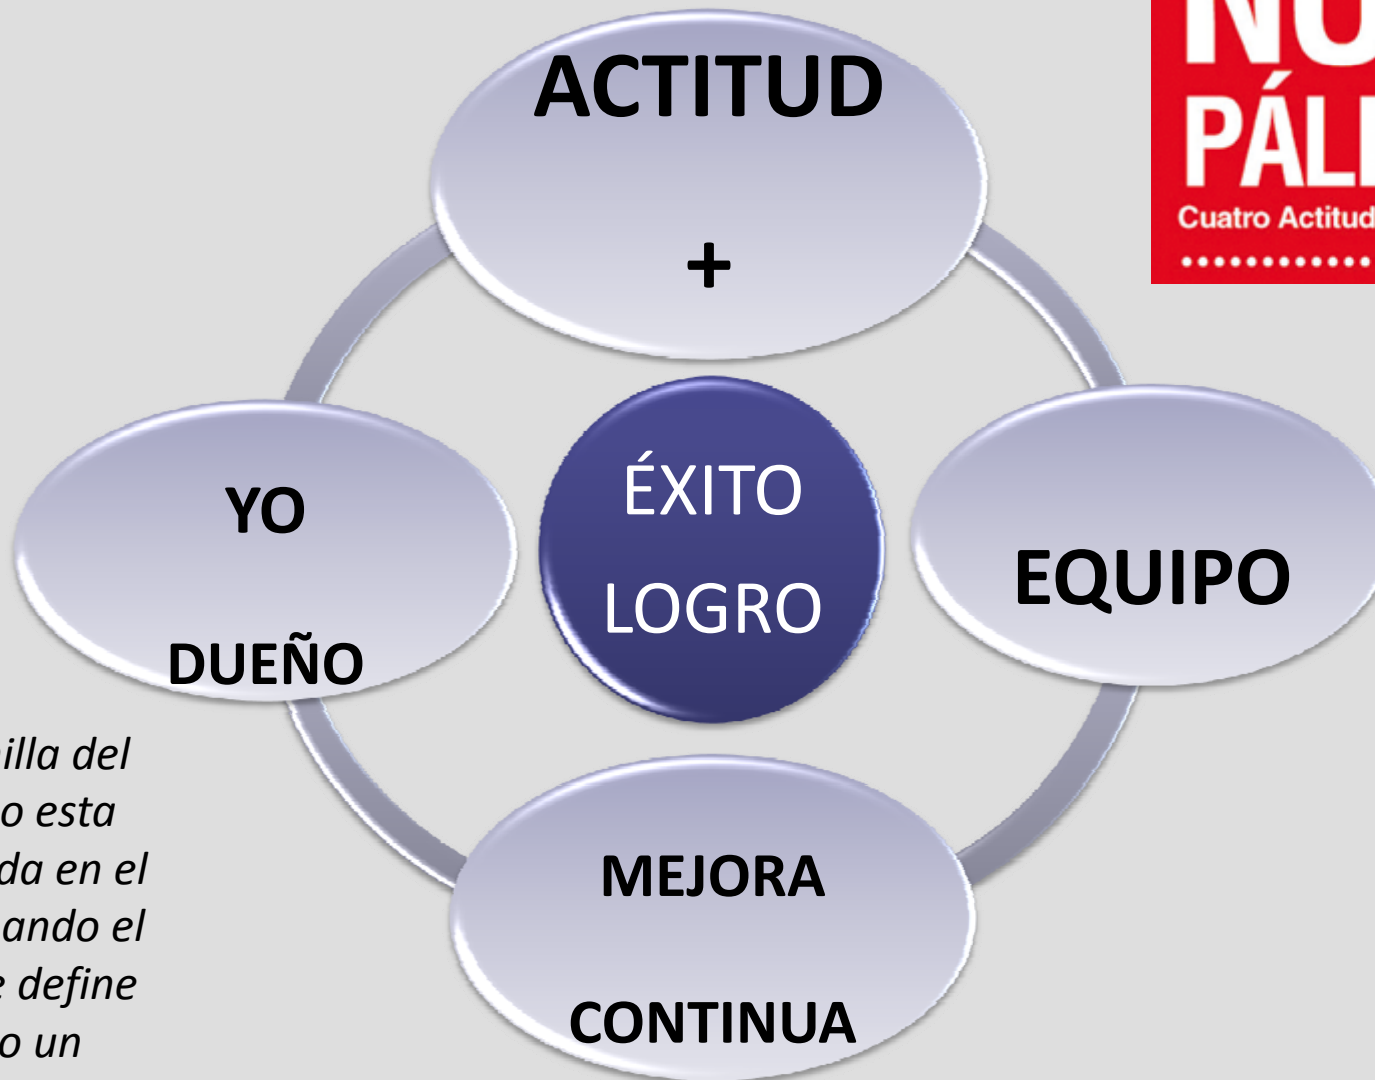 ACTITUD
+
NO
PÁL
Cuatro Actitud
YO
DUEÑO
ÉXITO
LOGRO
EQUIPO
MEJORA
CONTINUA
illa del
o esta
da en el
ando el
e define
o un